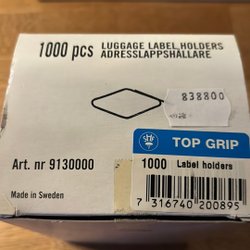 1000 pcs LUGGAGE LABEL HOLDERS
ADRESSLAPPSHÅLLARE
838800
TOP GRIP
Art. nr 9130000
1000 Label holders
Made in Sweden
7 316740 200895